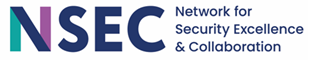 NSEC
Network for
Security Excellence
& Collaboration